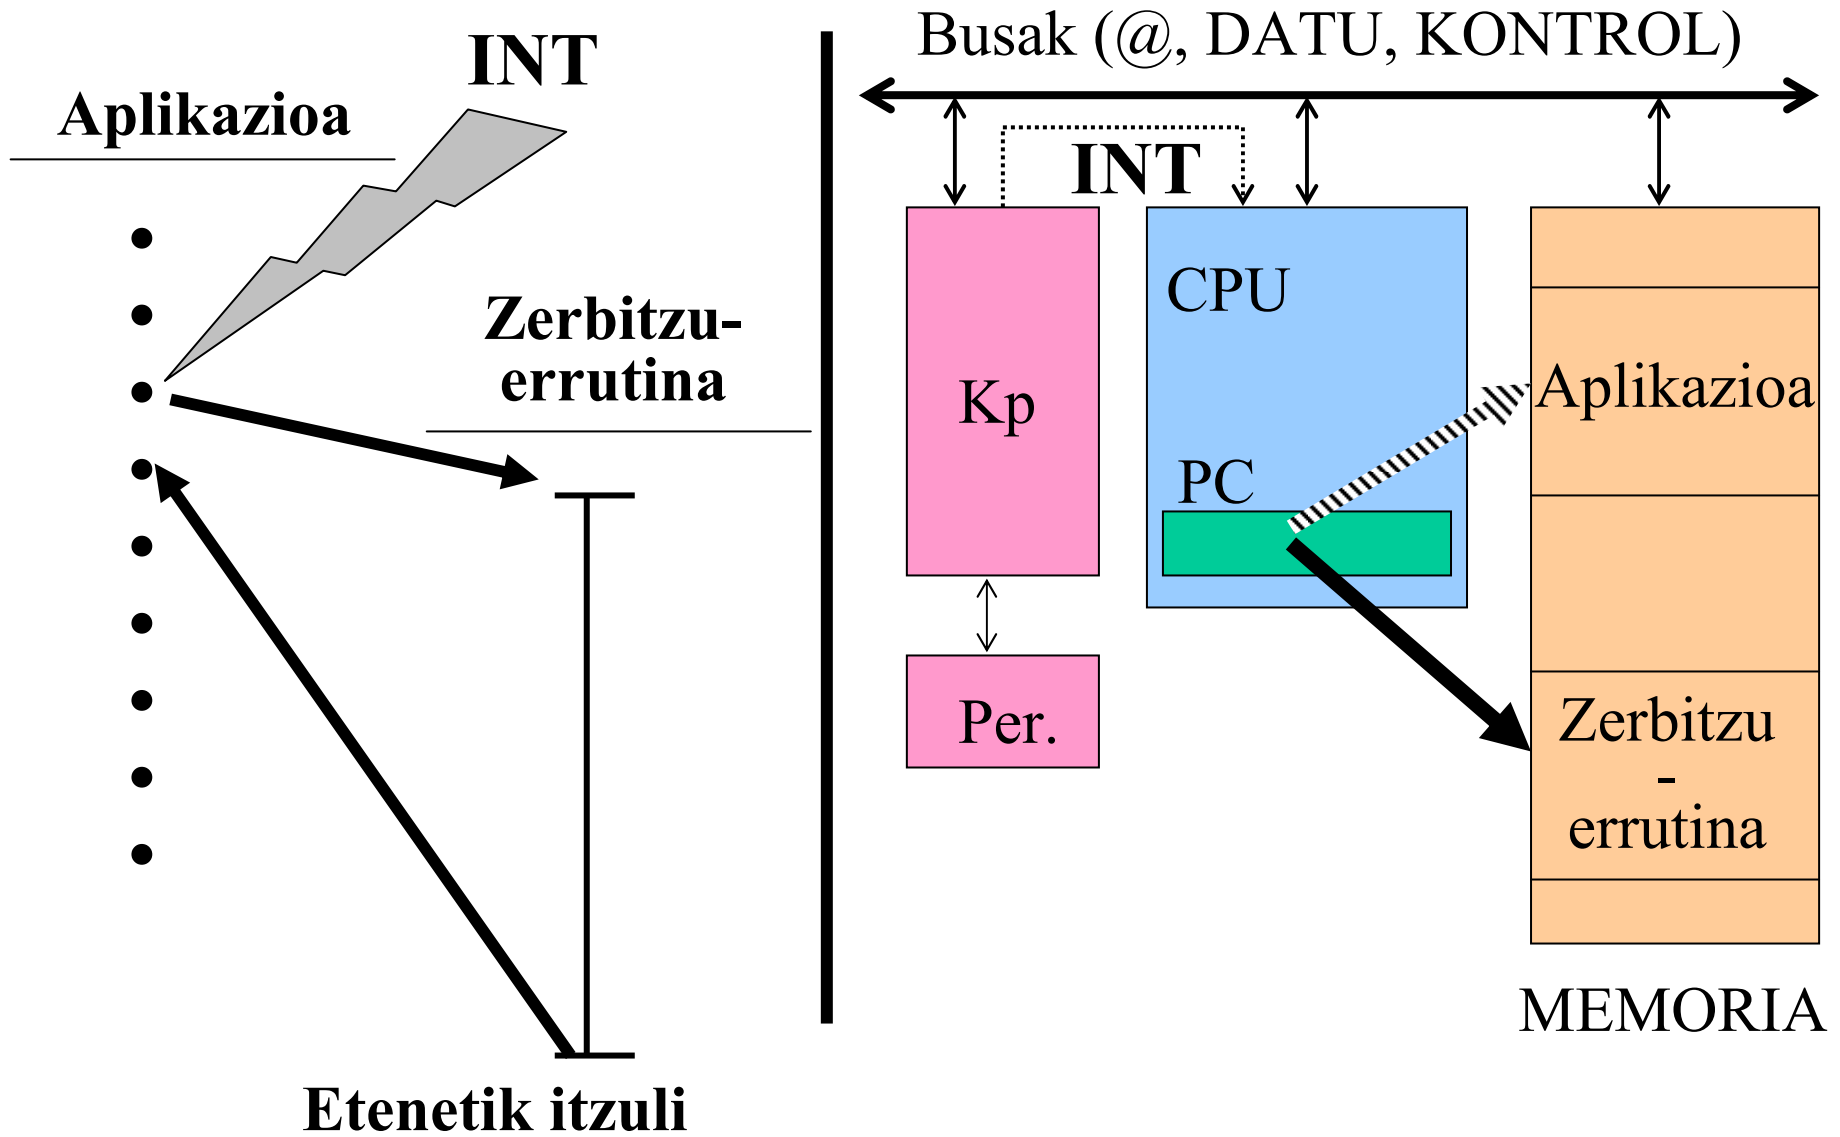 INT
Aplikazioa
Zerbitzu-
errutina
Etenetik itzuli
Busak (@, DATU, KONTROL)
INT
CPU
Kp
PC
Per.
Aplikazioa
Zerbitzu
-
errutina
MEMORIA